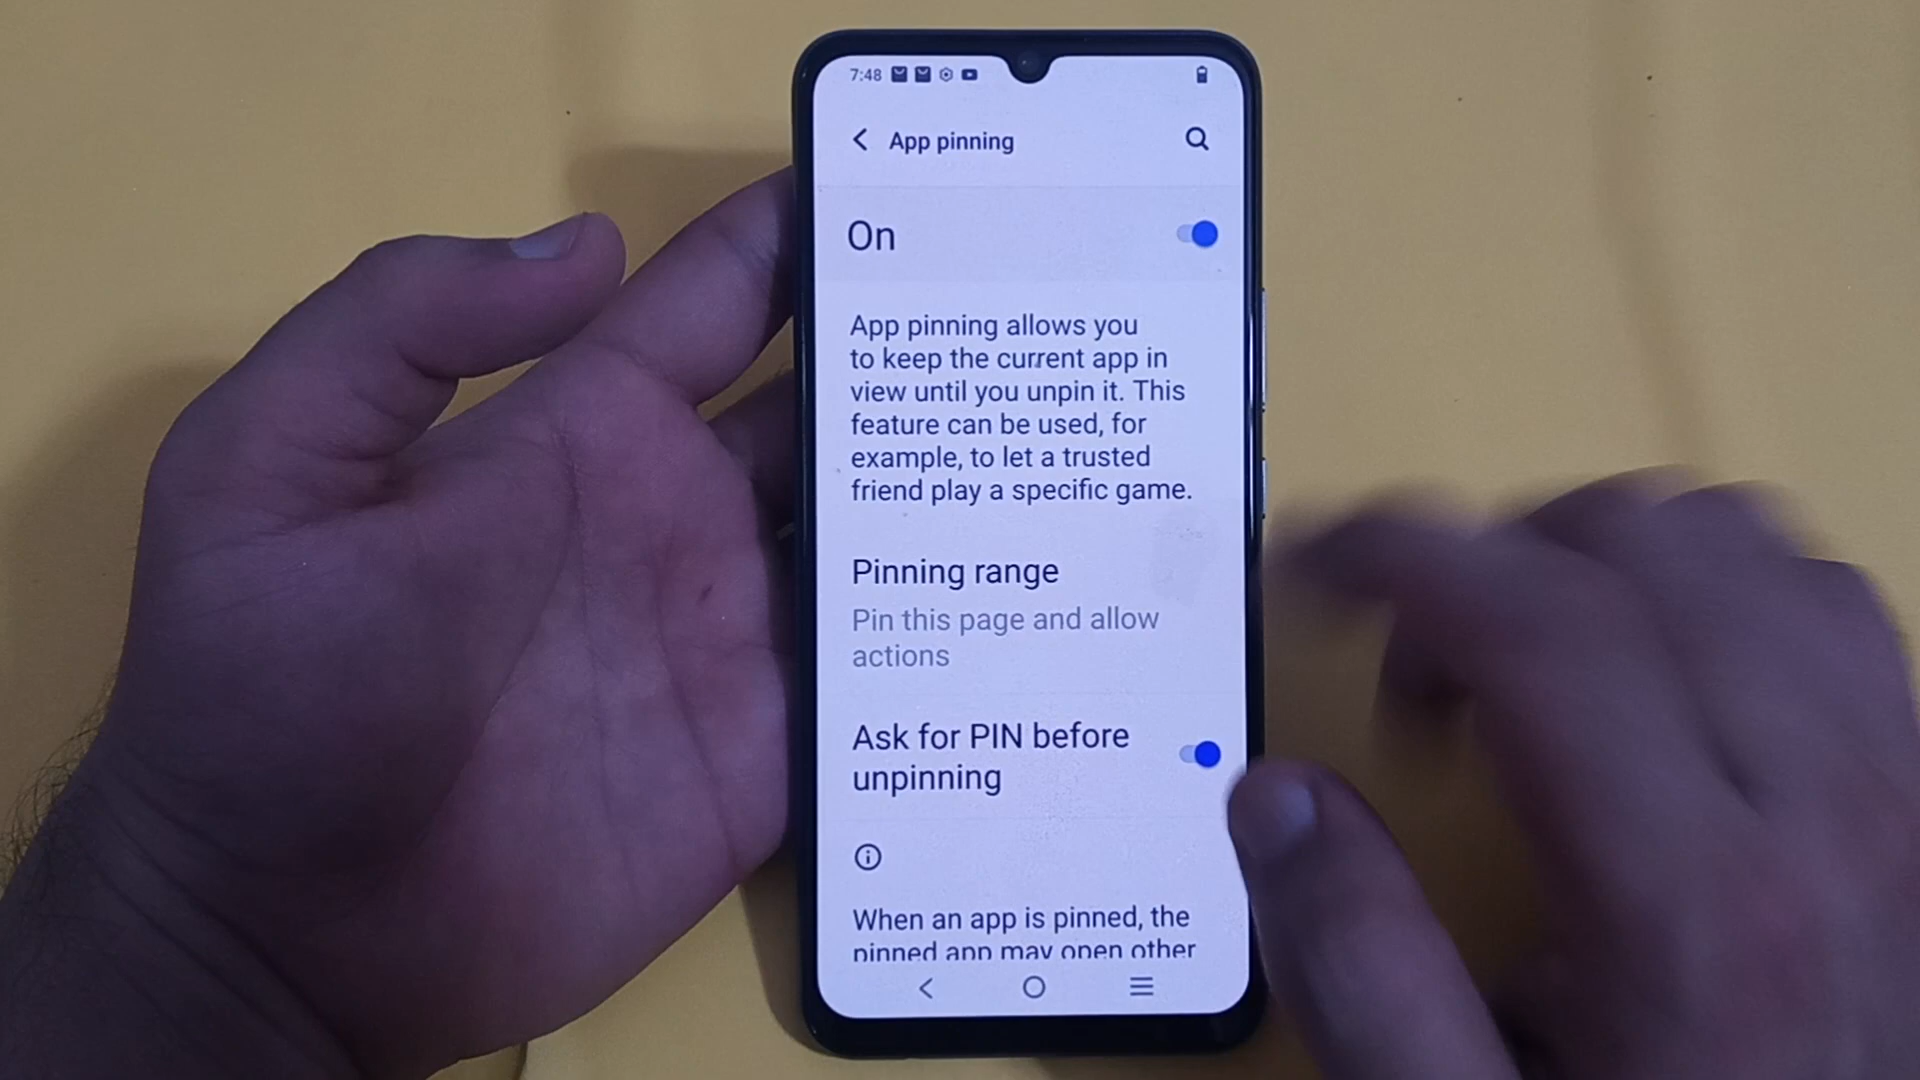 7:48
App pinning
On
App pinning allows you
to keep the current app in
view until you unpin it. This
feature can be used, for
example, to let a trusted
friend play a specific game.
Pinning range
Pin this page and allow
actions
Ask for PIN before
unpinning
When an app is pinned, the
pinned app may open other